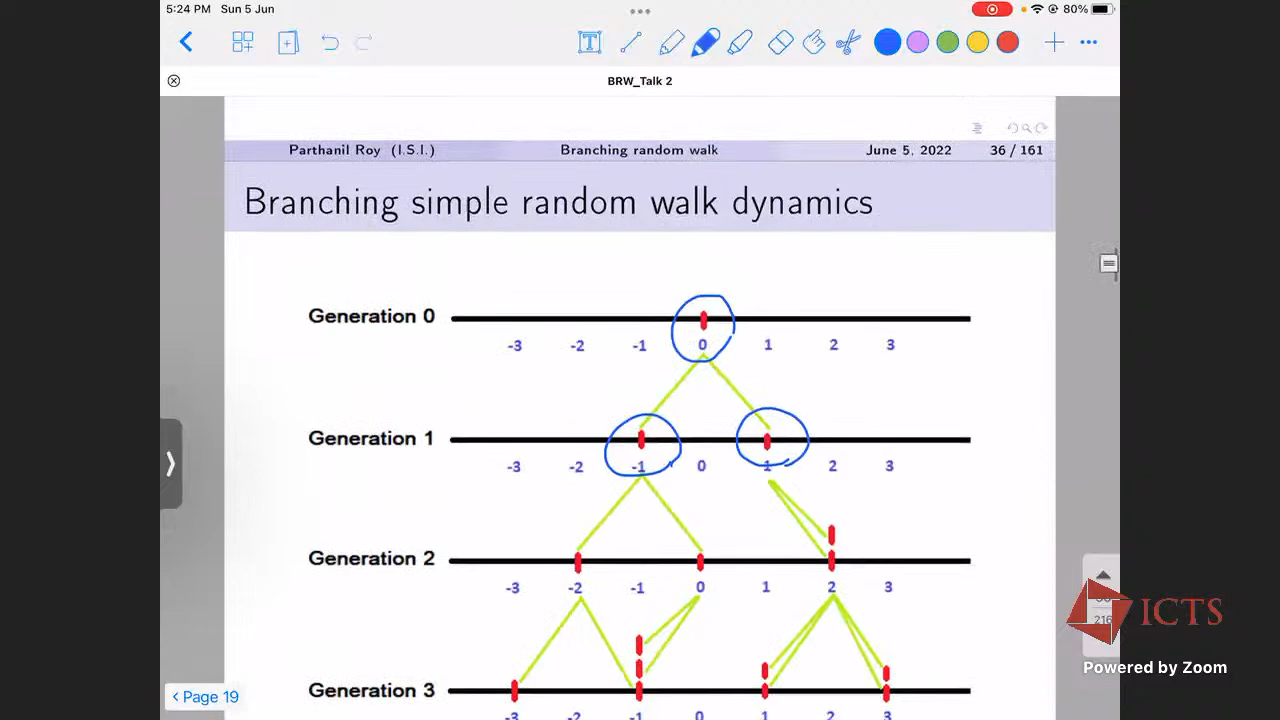 5:24 PM Sun 5 Jun 80%
BRW_Talk 2
Parthanil Roy (I.S.I.) Branching random walk June 5, 2022 36 / 161
Branching simple random walk dynamics
Generation 0
-3 -2 -1 0 1 2 3
Generation 1
-3 -2 -1 0 1 2 3
Generation 2
-3 -2 -1 0 1 2 3
Generation 3
-3 -2 -1 0 1 2 3
216
ICTS
Powered by Zoom
Page 19